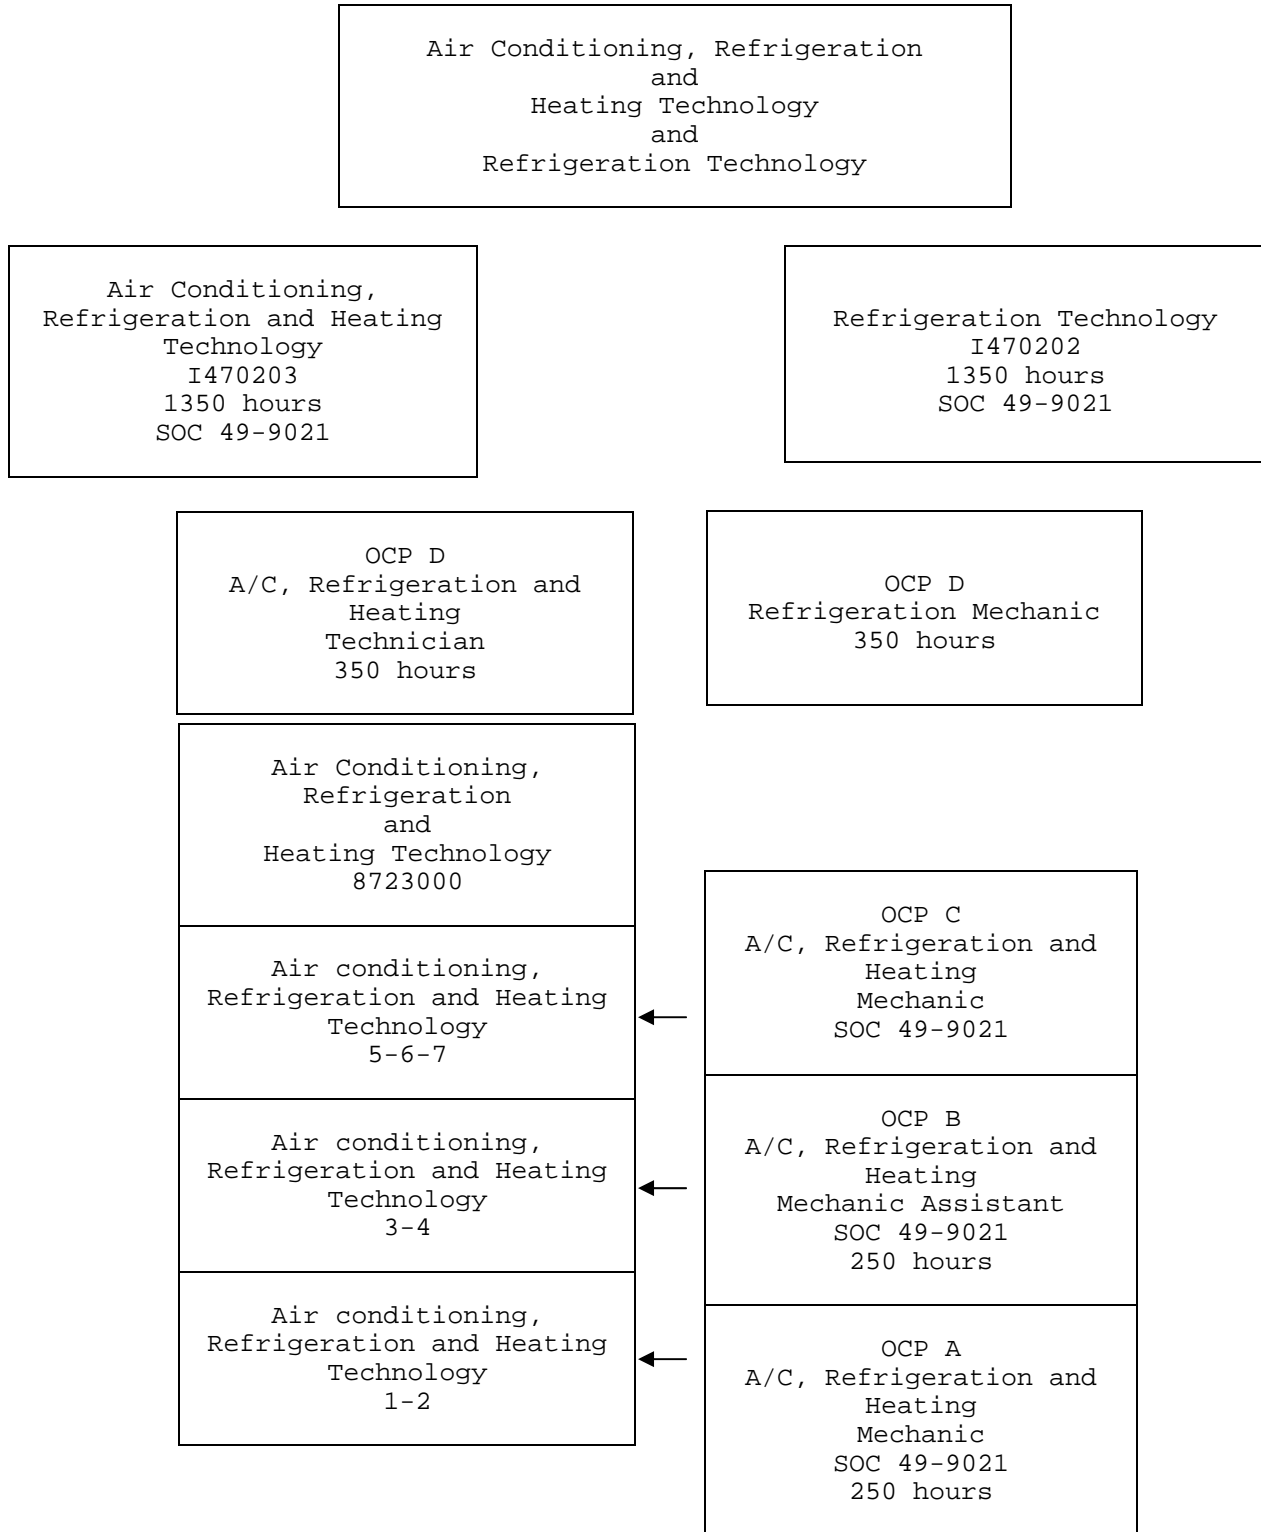 Air Conditioning, Refrigeration
and
Heating Technology
and
Refrigeration Technology
Air Conditioning,
Refrigeration and Heating
Technology
I470203
1350 hours
SOC 49-9021
Refrigeration Technology
I470202
1350 hours
SOC 49-9021
OCP D
A/C, Refrigeration and
Heating
Technician
350 hours
OCP D
Refrigeration Mechanic
350 hours
Air Conditioning,
Refrigeration
and
Heating Technology
8723000
Air conditioning,
Refrigeration and Heating
Technology
5-6-7
Air conditioning,
Refrigeration and Heating
Technology
3-4
Air conditioning,
Refrigeration and Heating
Technology
1-2
OCP C
A/C, Refrigeration and
Heating
Mechanic
SOC 49-9021
OCP B
A/C, Refrigeration and
Heating
Mechanic Assistant
SOC 49-9021
250 hours
OCP A
A/C, Refrigeration and
Heating
Mechanic
SOC 49-9021
250 hours